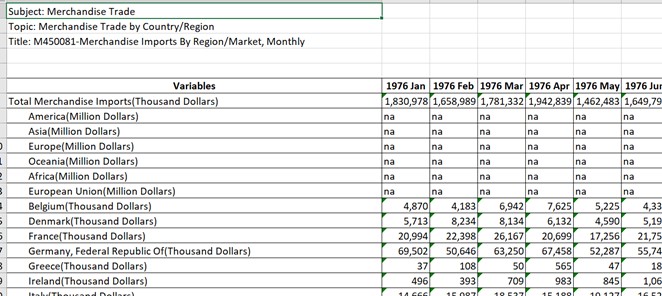 Subject: Merchandise Trade
Topic: Merchandise Trade by Country/Region
Title: M450081-Merchandise Imports By Region/Market, Monthly
Variables 1976 Jan 1976 Feb 1976 Mar 1976 Apr 1976 May 1976 Jun
Total Merchandise Imports(Thousand Dollars) 1,830,978 1,658,989 1,781,332 1,942,839 1,462,483 1,649,79
America(Million Dollars) na na na na na na
Asia(Million Dollars) na na na na na na
Europe(Million Dollars) na na na na na na
Oceania(Million Dollars) na na na na na na
Africa(Million Dollars) na na na na na na
European Union(Million Dollars) na na na na na na
Belgium(Thousand Dollars) 4,870 4,183 6,942 7,625 5,225 4,33
Denmark(Thousand Dollars) 5,713 8,234 8,134 6,132 4,590 5,19
France(Thousand Dollars) 20,994 22,398 26,167 20,699 17,256 21,75
Germany, Federal Republic Of(Thousand Dollars) 69,502 50,646 63,250 67,458 52,287 55,74
Greece(Thousand Dollars) 37 108 50 565 47 18
Ireland(Thousand Dollars) 496 393 709 983 845 1,06
Italy(Thousand Dollars)